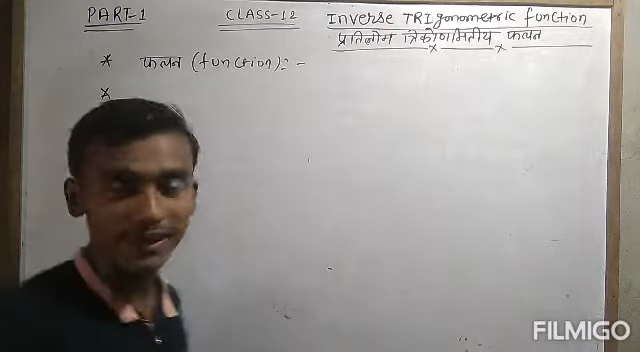 PART-1 CLASS-12 Inverse TRIgonometric function
प्रतिलोम त्रिकोणमितीय फलन
* फलन (function): -
*
FILMIGO